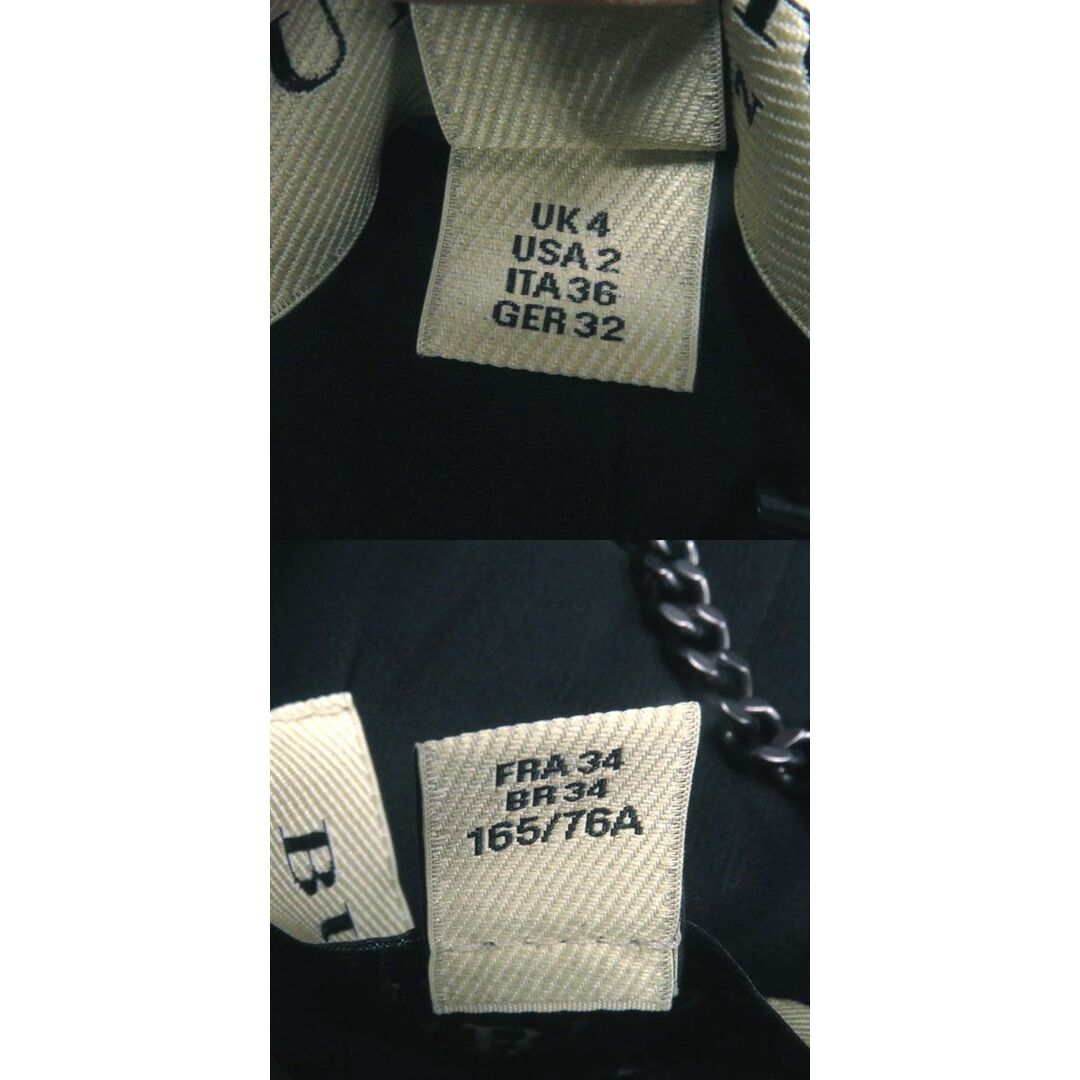 UK 4
USA 2
ITA 36
GER 32
FRA 34
BR 34
165/76A